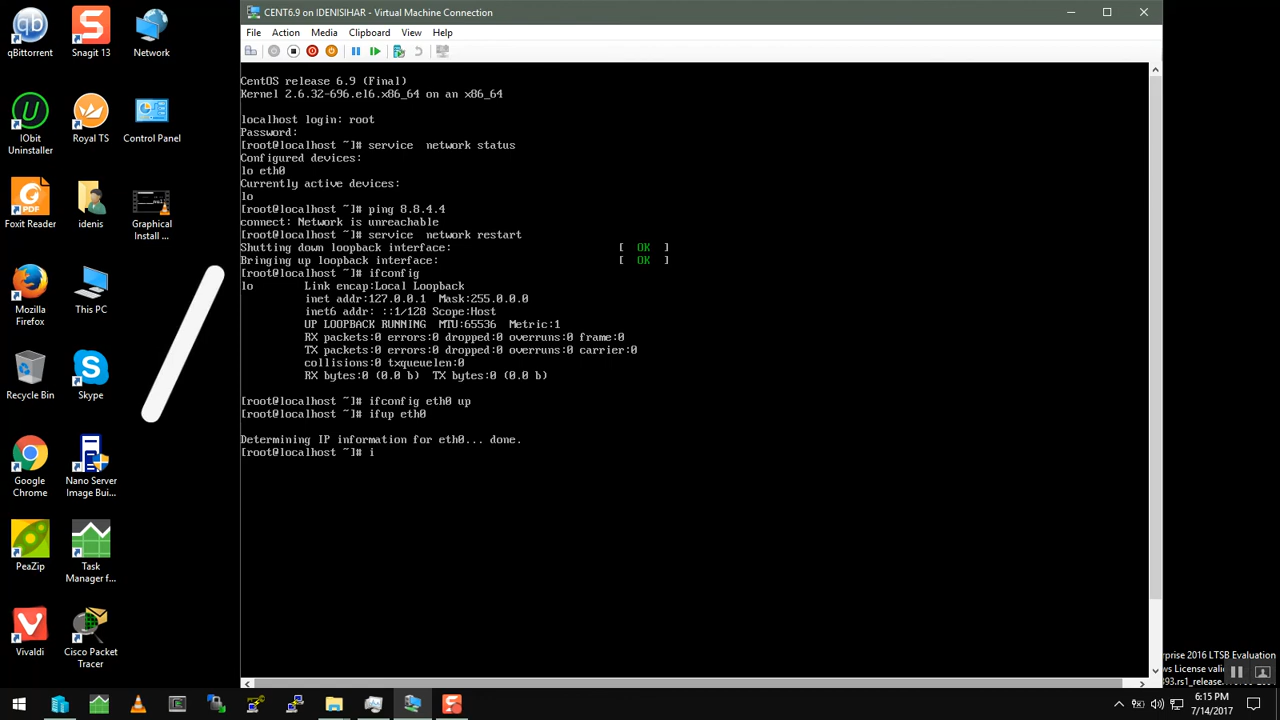 CENT6.9 on IDENISIHAR - Virtual Machine Connection
File Action Media Clipboard View Help
CentOS release 6.9 (Final)
Kernel 2.6.32-696.el6.x86_64 on an x86_64
localhost login: root
Password:
[root@localhost ~]# service  network status
Configured devices:
lo eth0
Currently active devices:
lo
[root@localhost ~]# ping 8.8.4.4
connect: Network is unreachable
[root@localhost ~]# service  network restart
Shutting down loopback interface: [  OK  ]
Bringing up loopback interface: [  OK  ]
[root@localhost ~]# ifconfig
lo        Link encap:Local Loopback
inet addr:127.0.0.1  Mask:255.0.0.0
inet6 addr: ::1/128 Scope:Host
UP LOOPBACK RUNNING  MTU:65536  Metric:1
RX packets:0 errors:0 dropped:0 overruns:0 frame:0
TX packets:0 errors:0 dropped:0 overruns:0 carrier:0
collisions:0 txqueuelen:0
RX bytes:0 (0.0 b)  TX bytes:0 (0.0 b)
[root@localhost ~]# ifconfig eth0 up
[root@localhost ~]# ifup eth0
Determining IP information for eth0... done.
[root@localhost ~]# i
qBittorrent
Snagit 13
Network
IObit
Uninstaller
Royal TS
Control Panel
Foxit Reader
PDF
idenis
Graphical
Install ...
Mozilla
Firefox
This PC
Recycle Bin
Skype
Google
Chrome
Nano Server
Image Bui...
PeaZip
Task
Manager f...
Vivaldi
Cisco Packet
Tracer
rprise 2016 LTSB Evaluation
ws License valid
393.rs1_release.
6:15 PM
7/14/2017